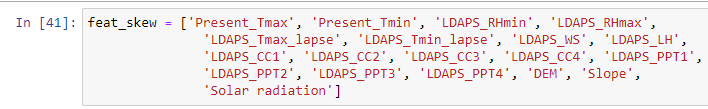 In [41]: feat_skew = ['Present_Tmax', 'Present_Tmin', 'LDAPS_RHmin', 'LDAPS_RHmax',
'LDAPS_Tmax_lapse', 'LDAPS_Tmin_lapse', 'LDAPS_WS', 'LDAPS_LH',
'LDAPS_CC1', 'LDAPS_CC2', 'LDAPS_CC3', 'LDAPS_CC4', 'LDAPS_PPT1',
'LDAPS_PPT2', 'LDAPS_PPT3', 'LDAPS_PPT4', 'DEM', 'Slope',
'Solar radiation']